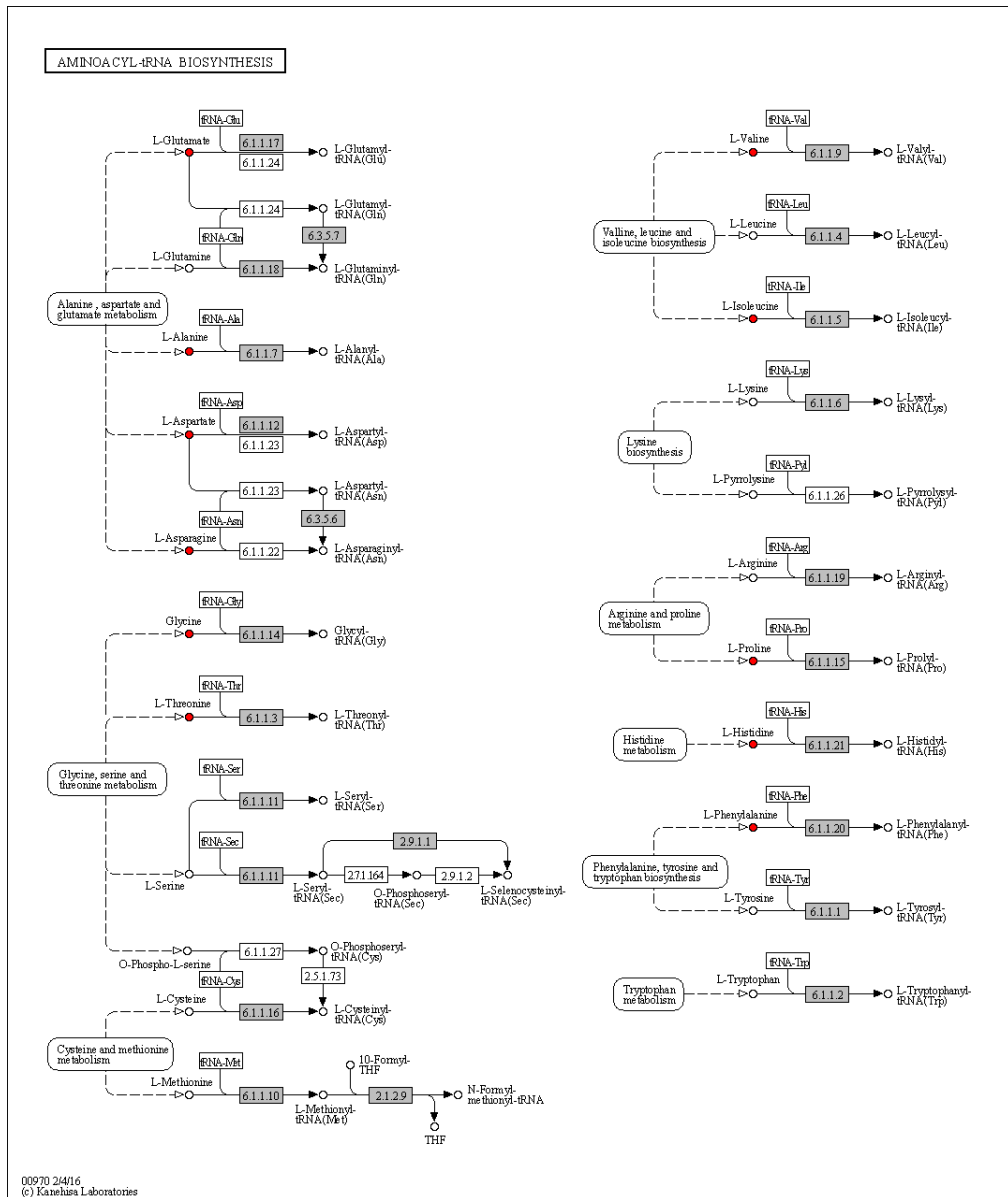 AMINOACYL-tRNA BIOSYNTHESIS
tRNA-Glu
L-Glutamate
6.1.1.17
6.1.1.24
L-Glutamyl-
tRNA(Glu)
6.1.1.24
L-Glutamyl-
tRNA(Gln)
tRNA-Gln
6.3.5.7
L-Glutamine
6.1.1.18
L-Glutaminyl-
tRNA(Gln)
Alanine , aspartate and
glutamate metabolism
tRNA-Ala
L-Alanine
6.1.1.7
L-Alanyl-
tRNA(Ala)
tRNA-Asp
L-Aspartate
6.1.1.12
6.1.1.23
L-Aspartyl-
tRNA(Asp)
6.1.1.23
L-Aspartyl-
tRNA(Asn)
tRNA-Asn
6.3.5.6
L-Asparagine
6.1.1.22
L-Asparaginyl-
tRNA(Asn)
tRNA-Gly
Glycine
6.1.1.14
Glycyl-
tRNA(Gly)
tRNA-Thr
L-Threonine
6.1.1.3
L-Threonyl-
tRNA(Thr)
Glycine, serine and
threonine metabolism
tRNA-Ser
6.1.1.11
L-Seryl-
tRNA(Ser)
tRNA-Sec
L-Serine
6.1.1.11
L-Seryl-
tRNA(Sec)
2.9.1.1
2.7.1.164
O-Phosphoseryl-
tRNA(Sec)
2.9.1.2
L-Selenocysteinyl-
tRNA(Sec)
O-Phospho-L-serine
6.1.1.27
O-Phosphoseryl-
tRNA(Cys)
tRNA-Cys
2.5.1.73
L-Cysteine
6.1.1.16
L-Cysteinyl-
tRNA(Cys)
Cysteine and methionine
metabolism
tRNA-Met
L-Methionine
6.1.1.10
L-Methionyl-
tRNA(Met)
10-Formyl-
THF
2.1.2.9
N-Formyl-
methionyl-tRNA
THF
tRNA-Val
L-Valine
6.1.1.9
L-Valyl-
tRNA(Val)
tRNA-Leu
L-Leucine
6.1.1.4
L-Leucyl-
tRNA(Leu)
Valline, leucine and
isoleucine biosynthesis
tRNA-Ile
L-Isoleucine
6.1.1.5
L-Isoleucyl-
tRNA(Ile)
tRNA-Lys
L-Lysine
6.1.1.6
L-Lysyl-
tRNA(Lys)
Lysine
biosynthesis
tRNA-Pyl
L-Pyrrolysine
6.1.1.26
L-Pyrrolysyl-
tRNA(Pyl)
tRNA-Arg
L-Arginine
6.1.1.19
L-Arginyl-
tRNA(Arg)
Arginine and proline
metabolism
tRNA-Pro
L-Proline
6.1.1.15
L-Prolyl-
tRNA(Pro)
tRNA-His
Histidine
metabolism
L-Histidine
6.1.1.21
L-Histidyl-
tRNA(His)
tRNA-Phe
L-Phenylalanine
6.1.1.20
L-Phenylalanyl-
tRNA(Phe)
Phenylalanine, tyrosine and
tryptophan biosynthesis
tRNA-Tyr
L-Tyrosine
6.1.1.1
L-Tyrosyl-
tRNA(Tyr)
tRNA-Trp
Tryptophan
metabolism
L-Tryptophan
6.1.1.2
L-Tryptophanyl-
tRNA(Trp)
00970 2/4/16
(c) Kanehisa Laboratories